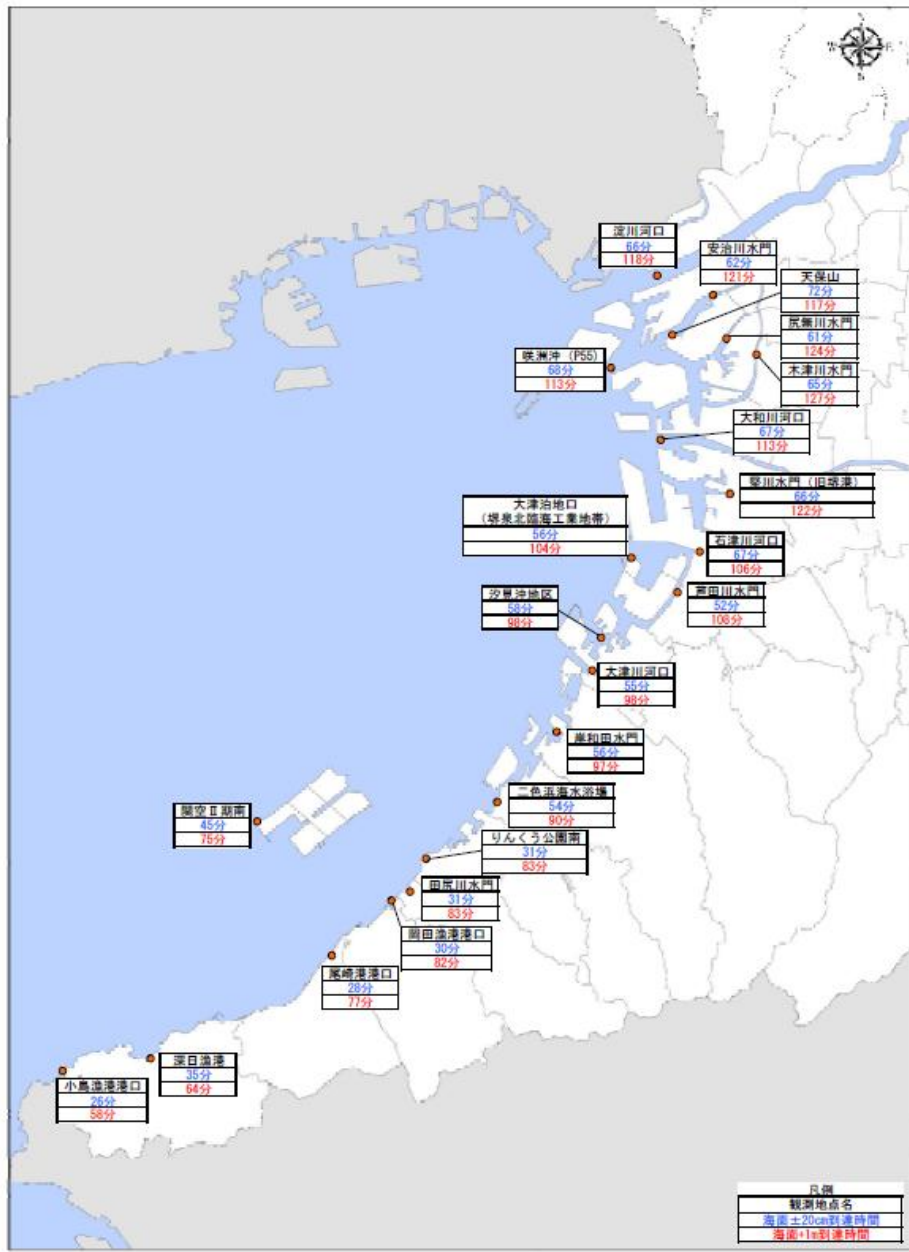 W E
S
淀川河口
66分
118分
安治川水門
62分
121分
天保山
72分
117分
尻無川水門
61分
124分
木津川水門
65分
127分
咲洲沖 (P55)
68分
113分
大和川河口
67分
113分
竪川水門（旧堺港）
66分
122分
大津泊地口
（堺泉北臨海工業地帯）
56分
104分
石津川河口
67分
106分
芦田川水門
52分
108分
汐見沖地区
58分
98分
大津川河口
55分
98分
岸和田水門
56分
97分
二色浜海水浴場
54分
90分
関空Ⅱ期南
45分
75分
りんくう公園南
31分
83分
田尻川水門
31分
83分
岡田漁港港口
30分
82分
尾崎港港口
28分
77分
深日漁港
35分
64分
小島漁港港口
26分
58分
凡例
観測地点名
海面±20cm到達時間
海面+1m到達時間